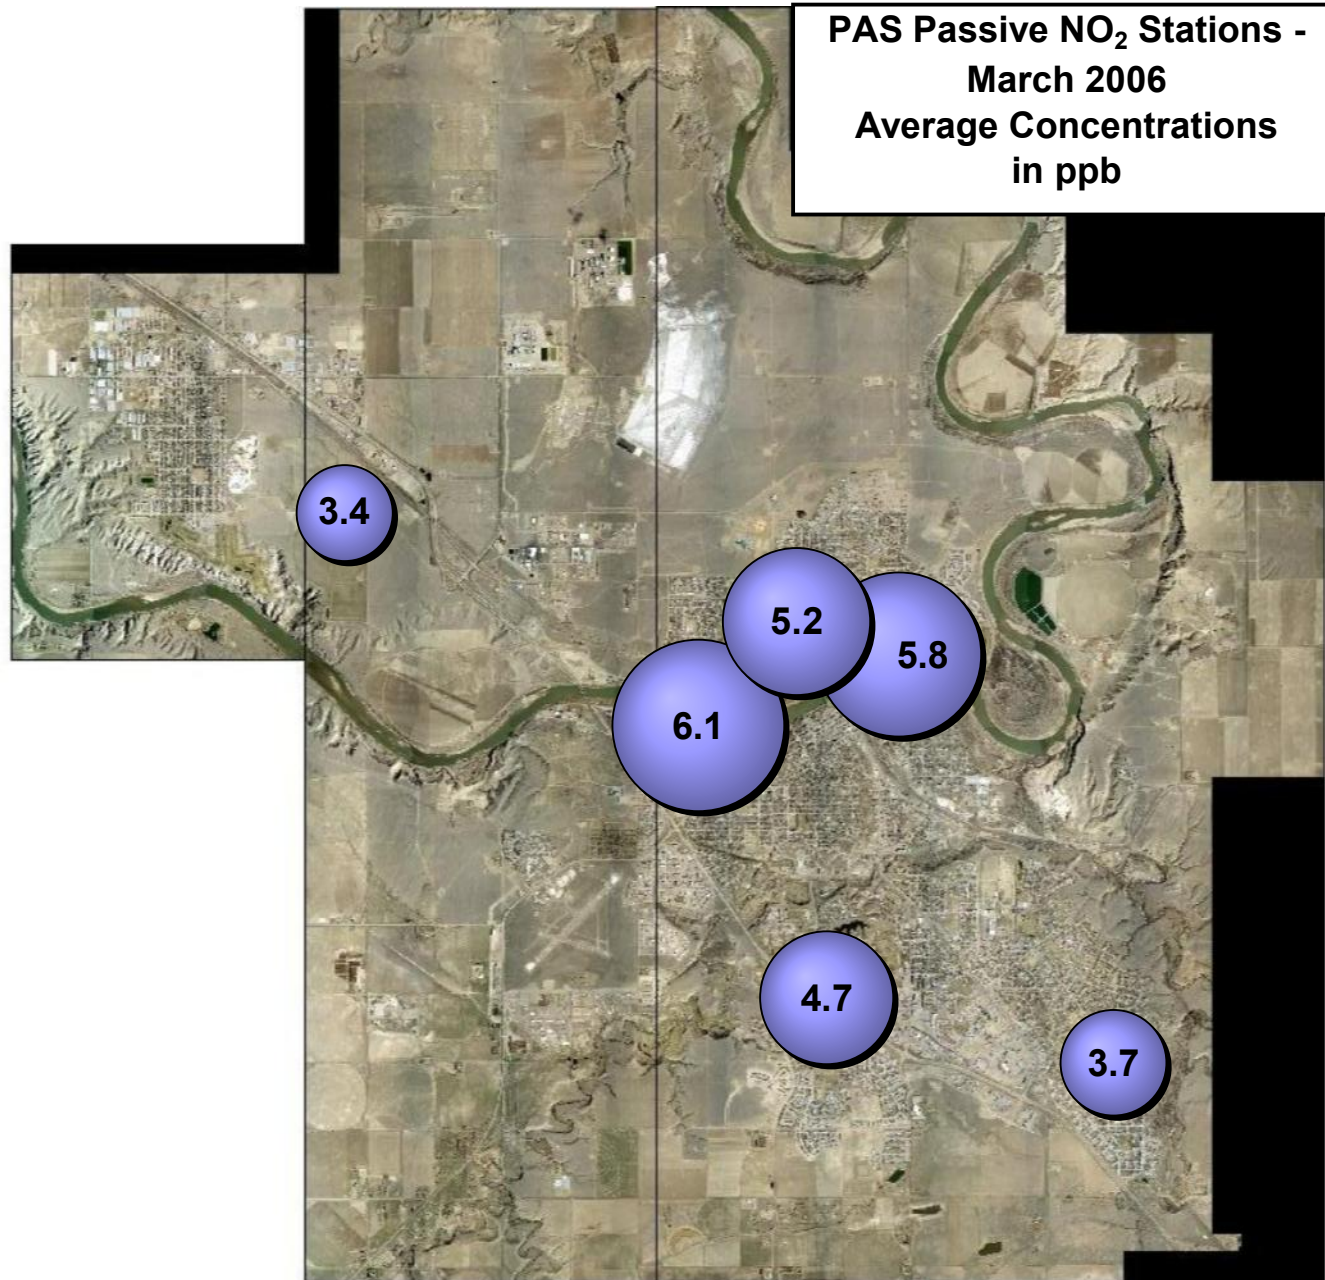 PAS Passive NO₂ Stations -
March 2006
Average Concentrations
in ppb
3.4
5.2
5.8
6.1
4.7
3.7